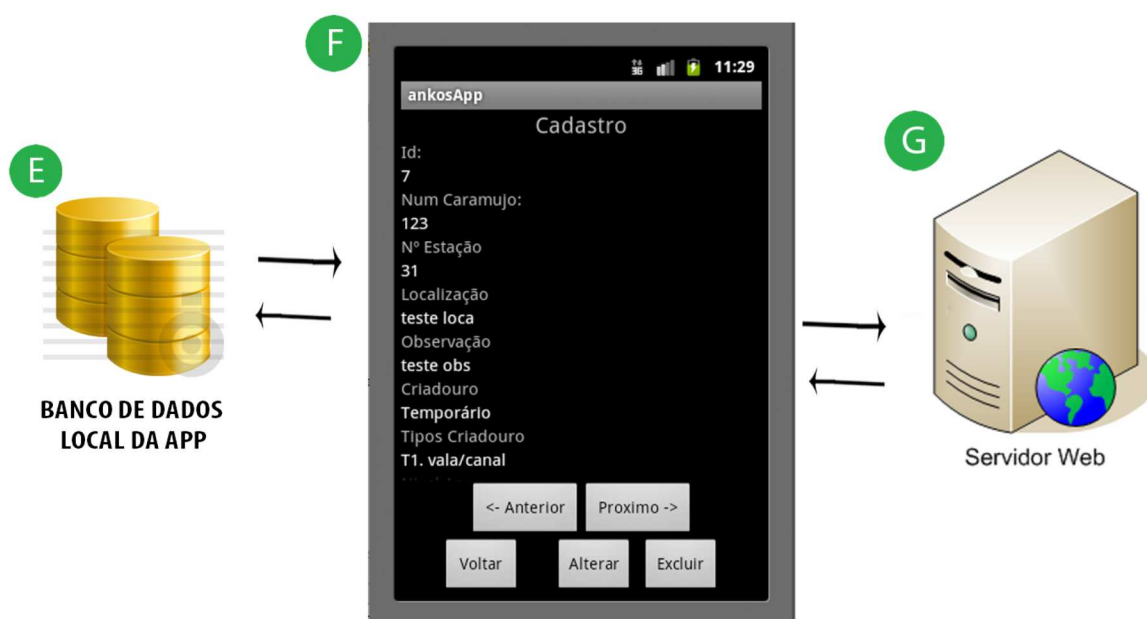 F
3G
11:29
ankosApp
Cadastro
E
G
Id:
7
Num Caramujo:
123
Nº Estação
31
Localização
teste loca
Observação
teste obs
Criadouro
Temporário
Tipos Criadouro
T1. vala/canal
<- Anterior Proximo ->
Voltar Alterar Excluir
BANCO DE DADOS
LOCAL DA APP
Servidor Web